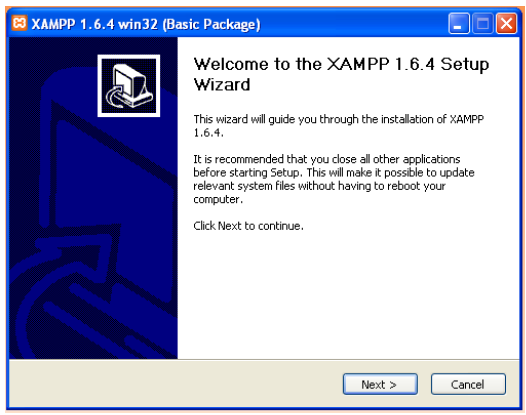 XAMPP 1.6.4 win32 (Basic Package)
Welcome to the XAMPP 1.6.4 Setup
Wizard
This wizard will guide you through the installation of XAMPP
1.6.4.
It is recommended that you close all other applications
before starting Setup. This will make it possible to update
relevant system files without having to reboot your
computer.
Click Next to continue.
Next >
Cancel